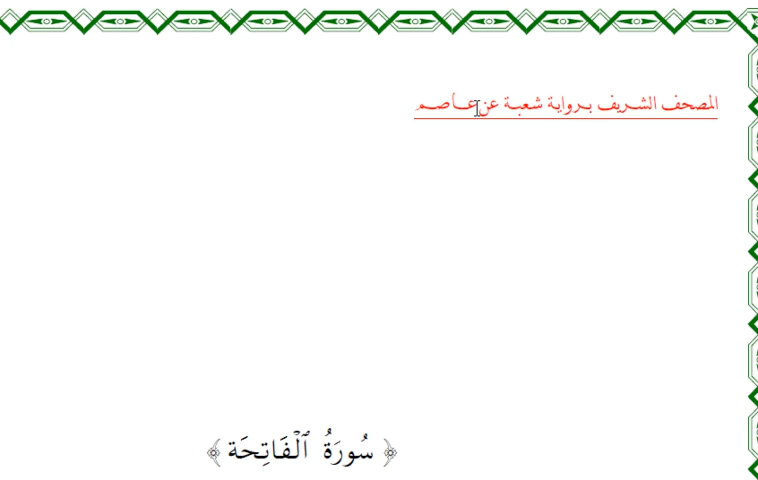 المصحف الشريف برواية شعبة عن عاصم
﴿ سُورَةُ ٱلْفَاتِحَة ﴾